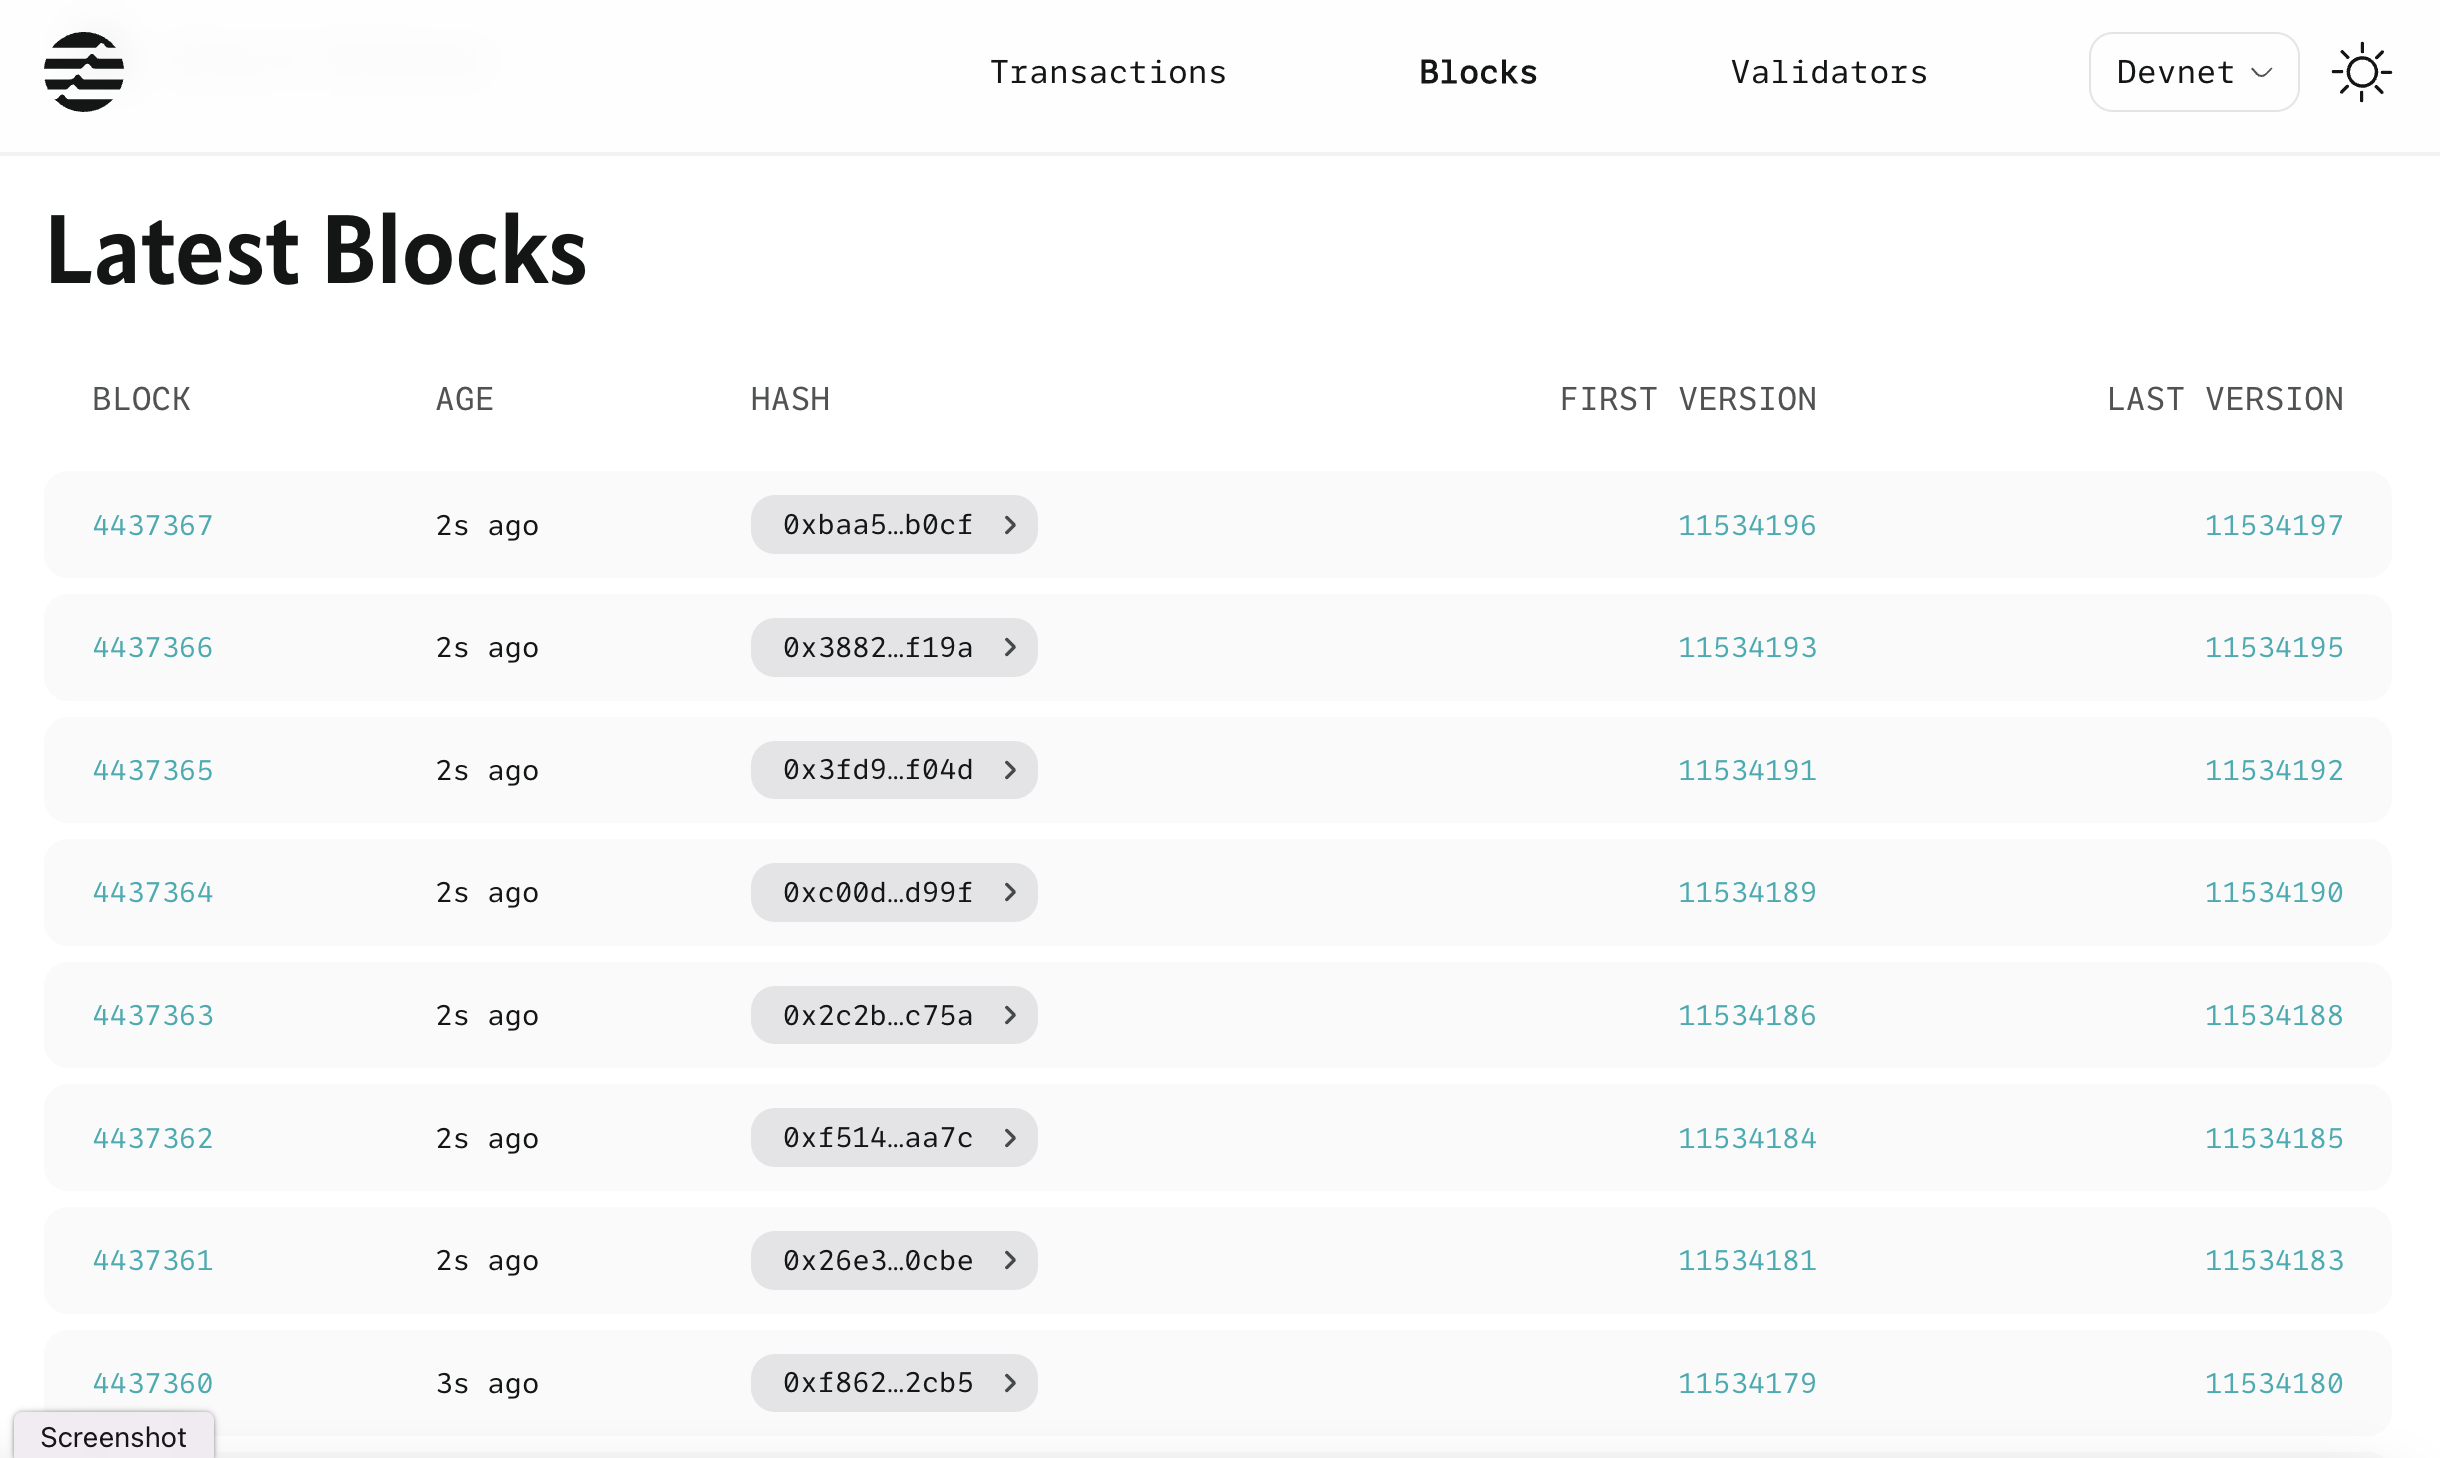 Transactions Blocks Validators Devnet
Latest Blocks
BLOCK AGE HASH FIRST VERSION LAST VERSION
4437367 2s ago 0xbaa5…b0cf 11534196 11534197
4437366 2s ago 0x3882…f19a 11534193 11534195
4437365 2s ago 0x3fd9…f04d 11534191 11534192
4437364 2s ago 0xc00d…d99f 11534189 11534190
4437363 2s ago 0x2c2b…c75a 11534186 11534188
4437362 2s ago 0xf514…aa7c 11534184 11534185
4437361 2s ago 0x26e3…0cbe 11534181 11534183
4437360 3s ago 0xf862…2cb5 11534179 11534180
Screenshot